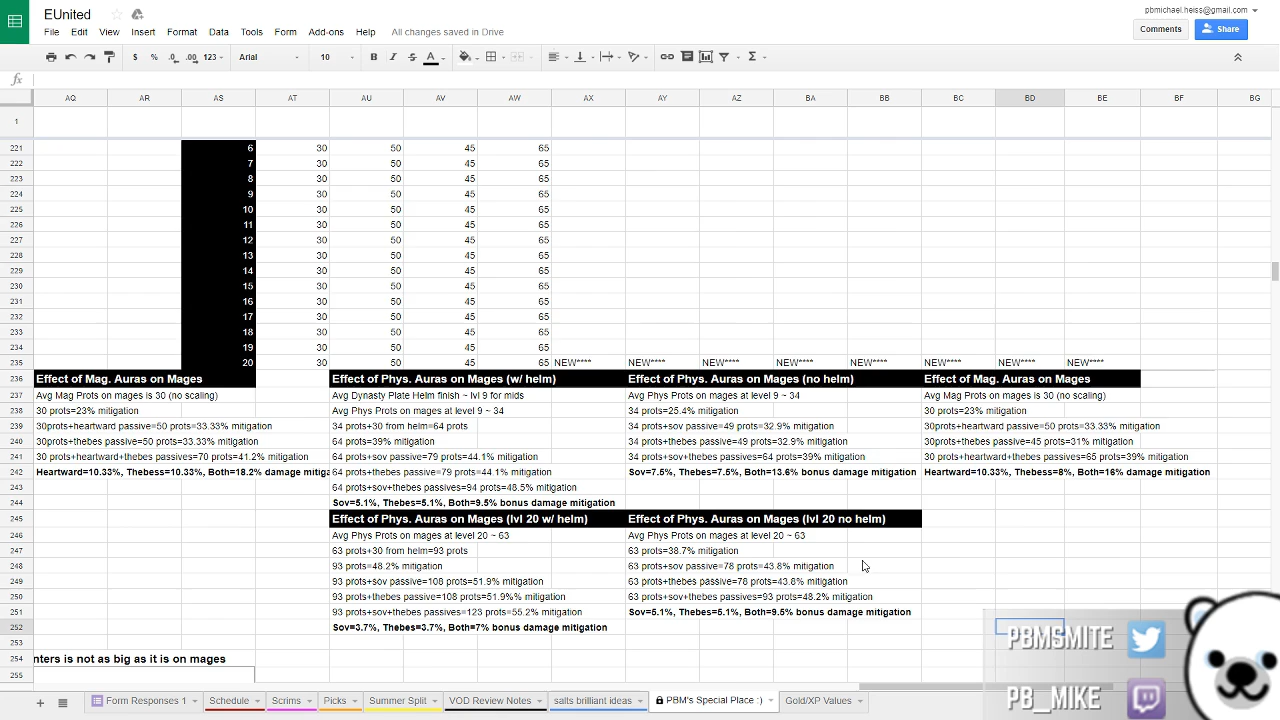 EUnited
pbmichael.heiss@gmail.com
File Edit View Insert Format Data Tools Form Add-ons Help All changes saved in Drive
Comments Share
$ % .0 .00 123 Arial 10 B I S A Σ
fx
AQ AR AS AT AU AV AW AX AY AZ BA BB BC BD BE BF BG
1
221 6 30 50 45 65
222 7 30 50 45 65
223 8 30 50 45 65
224 9 30 50 45 65
225 10 30 50 45 65
226 11 30 50 45 65
227 12 30 50 45 65
228 13 30 50 45 65
229 14 30 50 45 65
230 15 30 50 45 65
231 16 30 50 45 65
232 17 30 50 45 65
233 18 30 50 45 65
234 19 30 50 45 65
235 20 30 50 45 65 NEW**** NEW**** NEW**** NEW**** NEW**** NEW**** NEW**** NEW****
236 Effect of Mag. Auras on Mages Effect of Phys. Auras on Mages (w/ helm) Effect of Phys. Auras on Mages (no helm) Effect of Mag. Auras on Mages
237 Avg Mag Prots on mages is 30 (no scaling) Avg Dynasty Plate Helm finish ~ lvl 9 for mids Avg Phys Prots on mages at level 9 ~ 34 Avg Mag Prots on mages is 30 (no scaling)
238 30 prots=23% mitigation Avg Phys Prots on mages at level 9 ~ 34 34 prots=25.4% mitigation 30 prots=23% mitigation
239 30prots+heartward passive=50 prots=33.33% mitigation 34 prots+30 from helm=64 prots 34 prots+sov passive=49 prots=32.9% mitigation 30prots+heartward passive=50 prots=33.33% mitigation
240 30prots+thebes passive=50 prots=33.33% mitigation 64 prots=39% mitigation 34 prots+thebes passive=49 prots=32.9% mitigation 30prots+thebes passive=45 prots=31% mitigation
241 30 prots+heartward+thebes passive=70 prots=41.2% mitigation 64 prots+sov passive=79 prots=44.1% mitigation 34 prots+sov+thebes passives=64 prots=39% mitigation 30 prots+heartward+thebes passive=65 prots=39% mitigation
242 Heartward=10.33%, Thebess=10.33%, Both=18.2% damage mitiga 64 prots+thebes passive=79 prots=44.1% mitigation Sov=7.5%, Thebes=7.5%, Both=13.6% bonus damage mitigation Heartward=10.33%, Thebess=8%, Both=16% damage mitigation
243 64 prots+sov+thebes passives=94 prots=48.5% mitigation
244 Sov=5.1%, Thebes=5.1%, Both=9.5% bonus damage mitigation
245 Effect of Phys. Auras on Mages (lvl 20 w/ helm) Effect of Phys. Auras on Mages (lvl 20 no helm)
246 Avg Phys Prots on mages at level 20 ~ 63 Avg Phys Prots on mages at level 20 ~ 63
247 63 prots+30 from helm=93 prots 63 prots=38.7% mitigation
248 93 prots=48.2% mitigation 63 prots+sov passive=78 prots=43.8% mitigation
249 93 prots+sov passive=108 prots=51.9% mitigation 63 prots+thebes passive=78 prots=43.8% mitigation
250 93 prots+thebes passive=108 prots=51.9%% mitigation 63 prots+sov+thebes passives=93 prots=48.2% mitigation
251 93 prots+sov+thebes passives=123 prots=55.2% mitigation Sov=5.1%, Thebes=5.1%, Both=9.5% bonus damage mitigation
252 Sov=3.7%, Thebes=3.7%, Both=7% bonus damage mitigation
253
254 nters is not as big as it is on mages
255
PBMSMITE
PB_MIKE
+ Form Responses 1 Schedule Scrims Picks Summer Split VOD Review Notes salts brilliant ideas PBM's Special Place :) Gold/XP Values